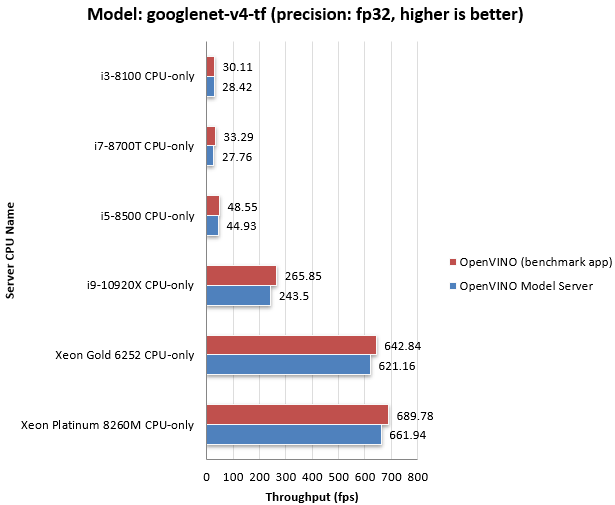 Model: googlenet-v4-tf (precision: fp32, higher is better)
Server CPU Name
i3-8100 CPU-only
30.11
28.42
i7-8700T CPU-only
33.29
27.76
i5-8500 CPU-only
48.55
44.93
i9-10920X CPU-only
265.85
243.5
Xeon Gold 6252 CPU-only
642.84
621.16
Xeon Platinum 8260M CPU-only
689.78
661.94
0 100 200 300 400 500 600 700 800
Throughput (fps)
OpenVINO (benchmark app)
OpenVINO Model Server